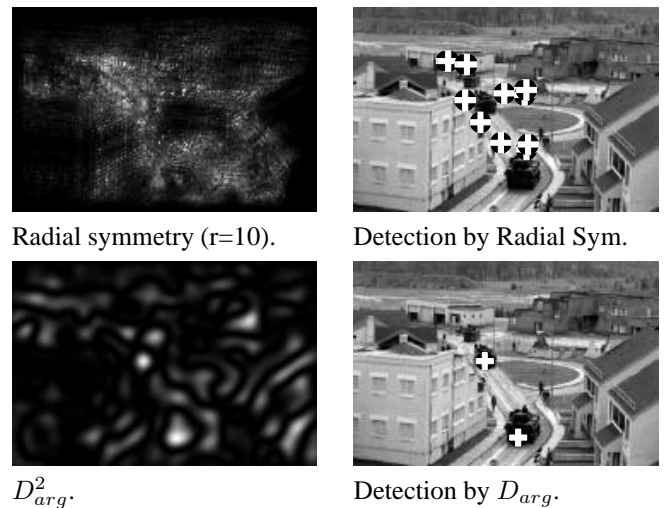 Radial symmetry (r=10).
Detection by Radial Sym.
$D^2_{arg}$.
Detection by $D_{arg}$.